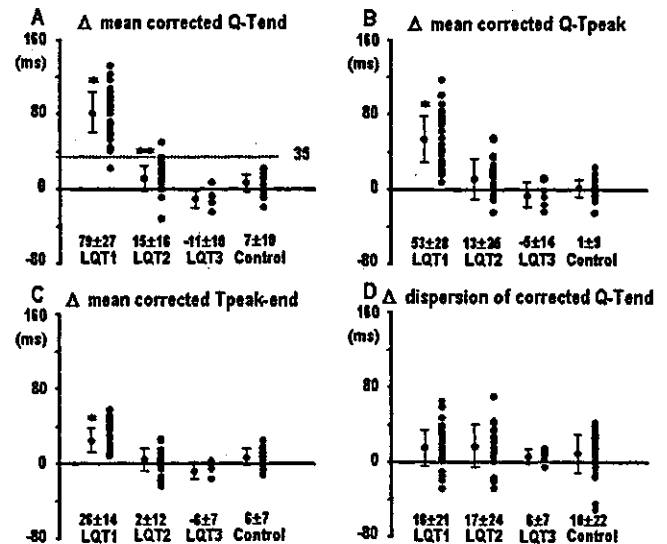 A Δ mean corrected Q-Tend
160
(ms)
80
*
**
35
0
-80
79±27 15±16 -11±10 7±19
LQT1 LQT2 LQT3 Control
B Δ mean corrected Q-Tpeak
160
(ms)
80
*
0
-80
53±28 13±26 -5±14 1±9
LQT1 LQT2 LQT3 Control
C Δ mean corrected Tpeak-end
160
(ms)
80
*
0
-80
26±14 2±12 -6±7 6±7
LQT1 LQT2 LQT3 Control
D Δ dispersion of corrected Q-Tend
160
(ms)
80
0
-80
16±21 17±24 6±7 18±22
LQT1 LQT2 LQT3 Control